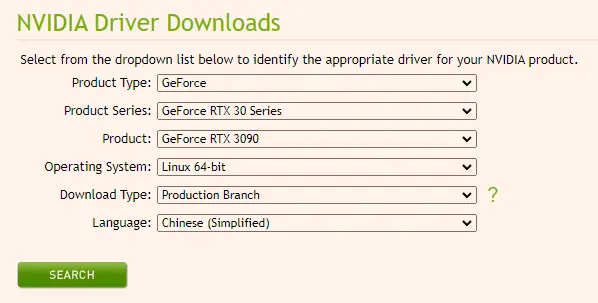 NVIDIA Driver Downloads
Select from the dropdown list below to identify the appropriate driver for your NVIDIA product.
Product Type: GeForce
Product Series: GeForce RTX 30 Series
Product: GeForce RTX 3090
Operating System: Linux 64-bit
Download Type: Production Branch ?
Language: Chinese (Simplified)
SEARCH